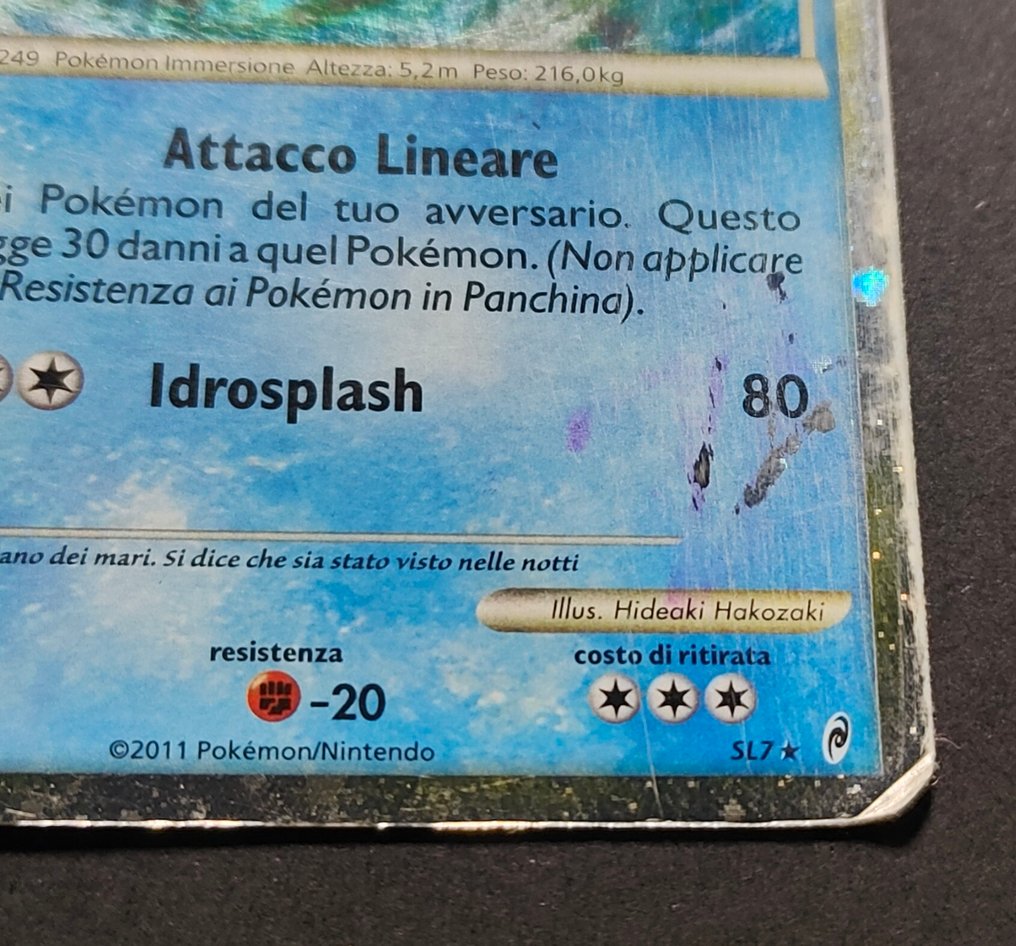 249 Pokémon Immersione Altezza: 5,2 m Peso: 216,0 kg
Attacco Lineare
Pokémon del tuo avversario. Questo
30 danni a quel Pokémon. (Non applicare
Resistenza ai Pokémon in Panchina).
Idrosplash 80
dei mari. Si dice che sia stato visto nelle notti
Illus. Hideaki Hakozaki
resistenza costo di ritirata
-20
©2011 Pokémon/Nintendo SL7